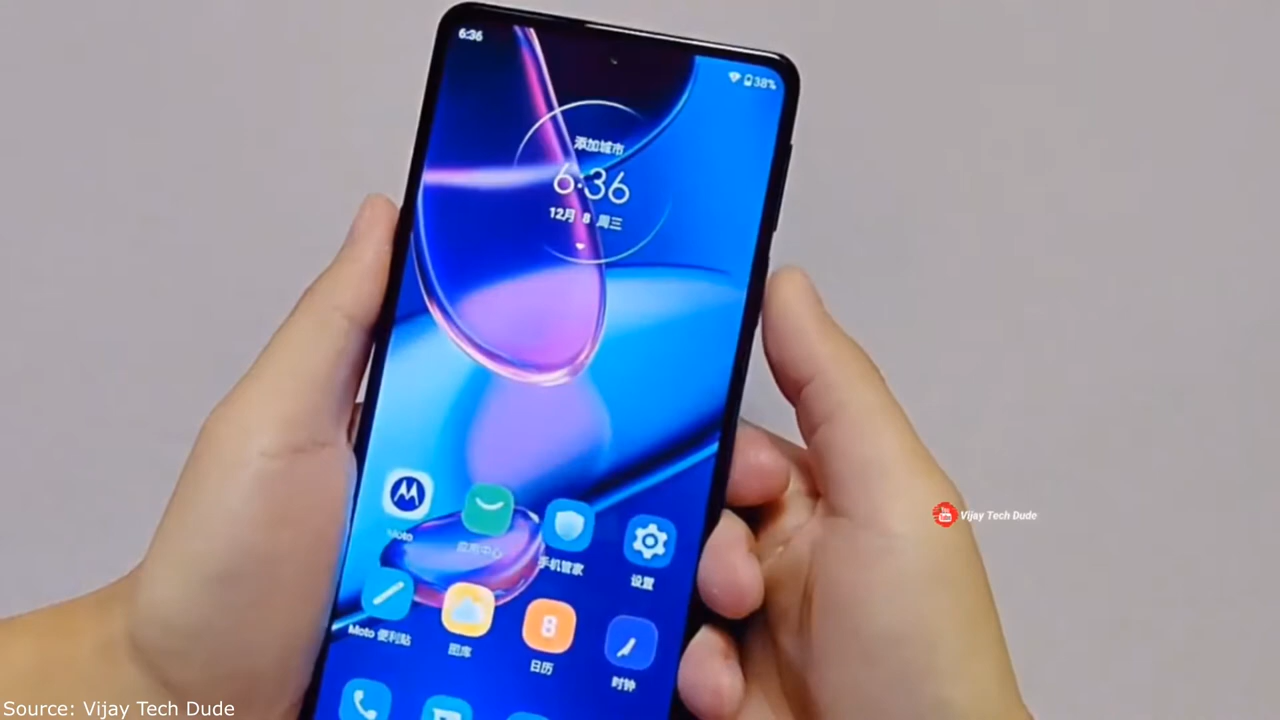 6:36
38%
添加城市
6:36
12月 8 周三
Moto
应用中心
手机管家
设置
Moto 便利贴
图库
8
日历
时钟
You
Tube
Vijay Tech Dude
Source: Vijay Tech Dude